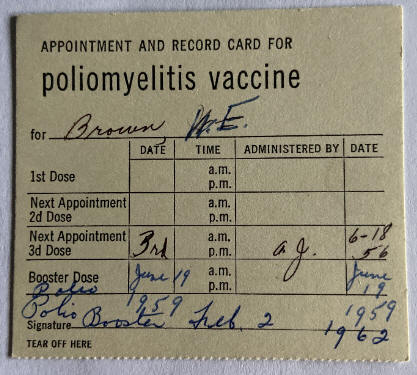 APPOINTMENT AND RECORD CARD FOR
poliomyelitis vaccine
for Brown W.E.
DATE TIME ADMINISTERED BY DATE
1st Dose a.m. p.m.
Next Appointment 2d Dose a.m. p.m.
Next Appointment 3d Dose 3rd a.m. p.m. a.J. 6-18 56
Booster Dose June 19 a.m. p.m. June
Polio 1959 19
Polio Booster Feb. 2 1959
Signature 1962
TEAR OFF HERE